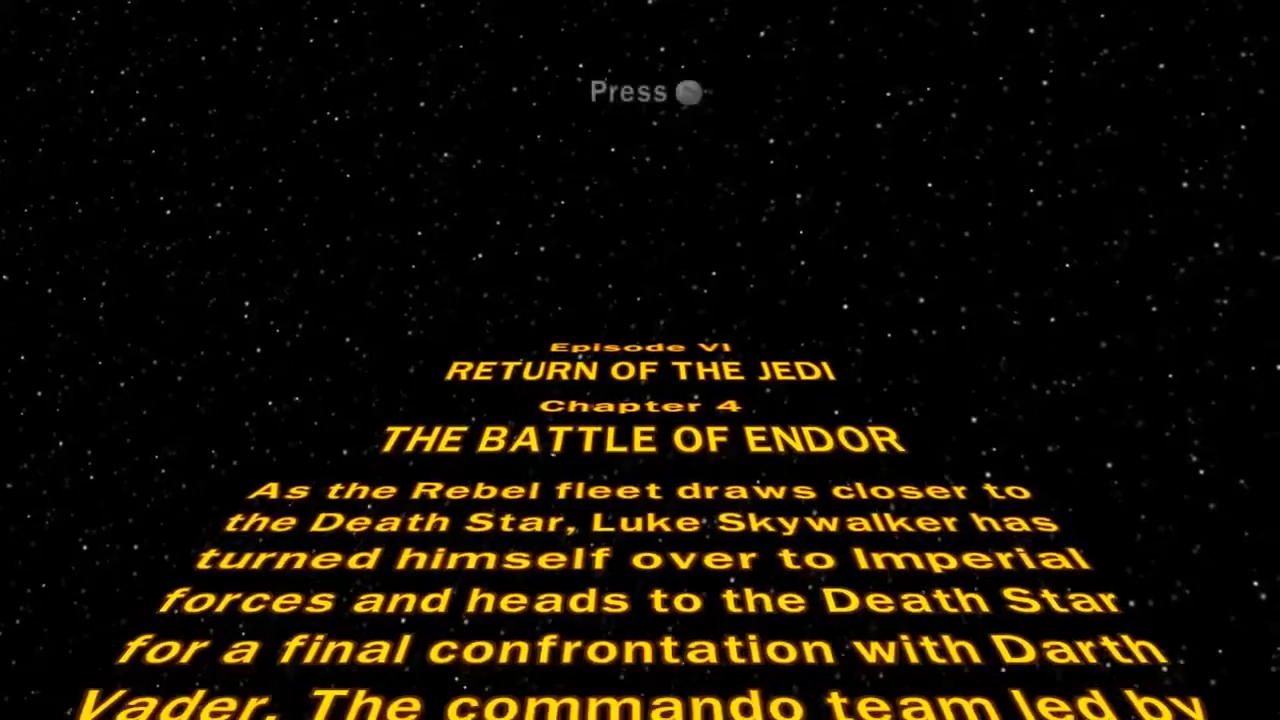 Press
Episode VI
RETURN OF THE JEDI
Chapter 4
THE BATTLE OF ENDOR
As the Rebel fleet draws closer to
the Death Star, Luke Skywalker has
turned himself over to Imperial
forces and heads to the Death Star
for a final confrontation with Darth
Vader. The commando team led by